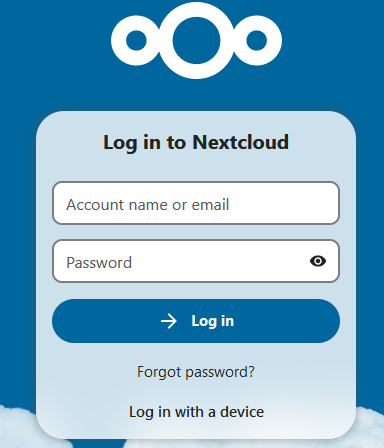 Log in to Nextcloud
Account name or email
Password
Log in
Forgot password?
Log in with a device